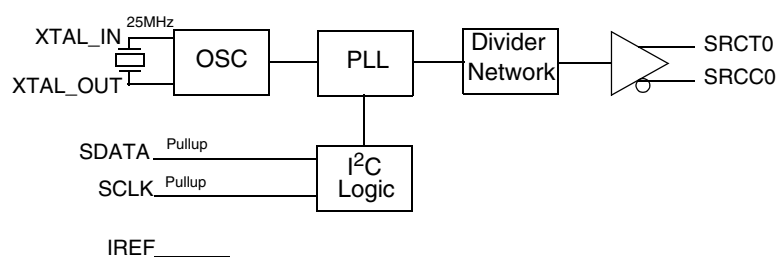 25MHz
XTAL_IN
XTAL_OUT
OSC
PLL
Divider
Network
SRCT0
SRCC0
SDATA Pullup
SCLK Pullup
I²C
Logic
IREF